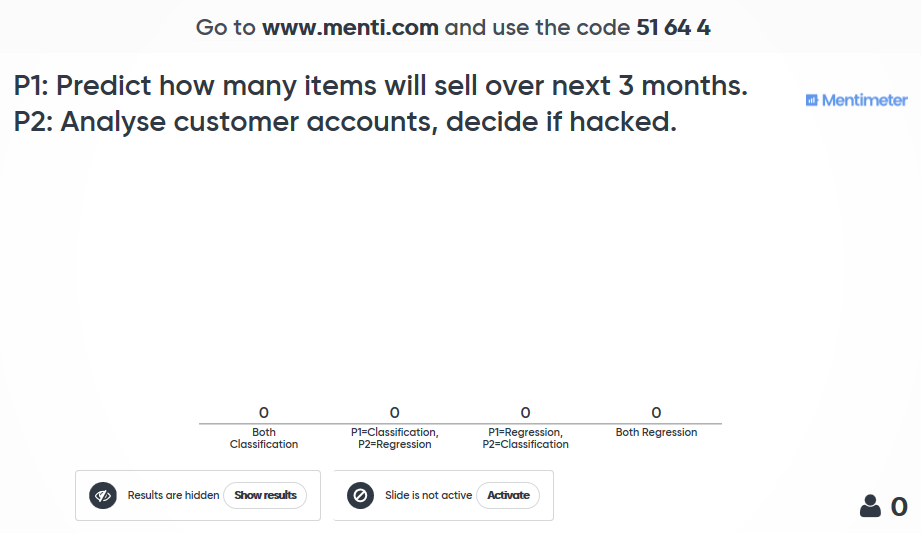 Go to www.menti.com and use the code 51 64 4
P1: Predict how many items will sell over next 3 months.
P2: Analyse customer accounts, decide if hacked.
Mentimeter
0
0
0
0
Both
Classification
P1=Classification,
P2=Regression
P1=Regression,
P2=Classification
Both Regression
Results are hidden
Show results
Slide is not active
Activate
0